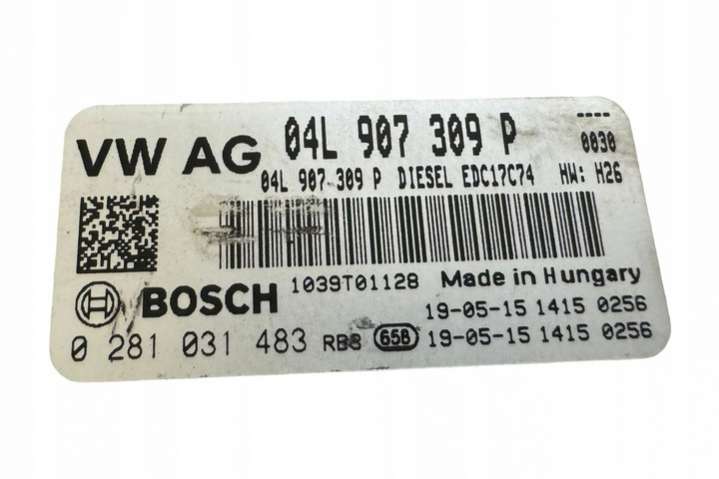 VW AG 04L 907 309 P ----
0030
04L 907 309 P DIESEL EDC17C74 HW: H26
1039T01128 Made in Hungary
BOSCH 19-05-15 1415 0256
0 281 031 483 RB8 658 19-05-15 1415 0256